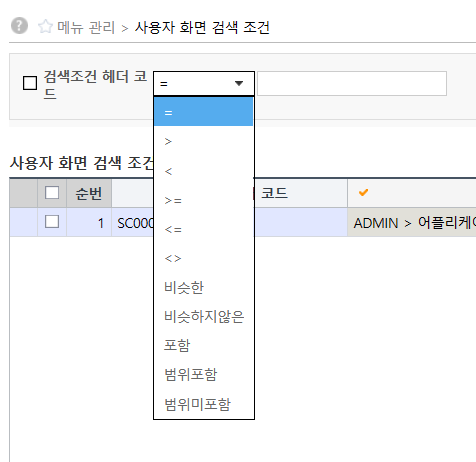 ? 메뉴 관리 > 사용자 화면 검색 조건
검색조건 헤더 코
드
=
=
>
<
>=
<=
<>
비슷한
비슷하지않은
포함
범위포함
범위미포함
사용자 화면 검색 조건
순번 코드
1 SC000 ADMIN > 어플리케이